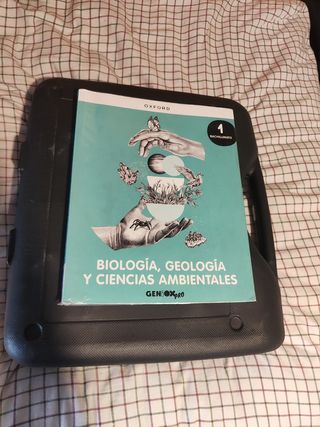 OXFORD
1
BACHILLERATO
BIOLOGÍA, GEOLOGÍA
Y CIENCIAS AMBIENTALES
GENiOX PRO